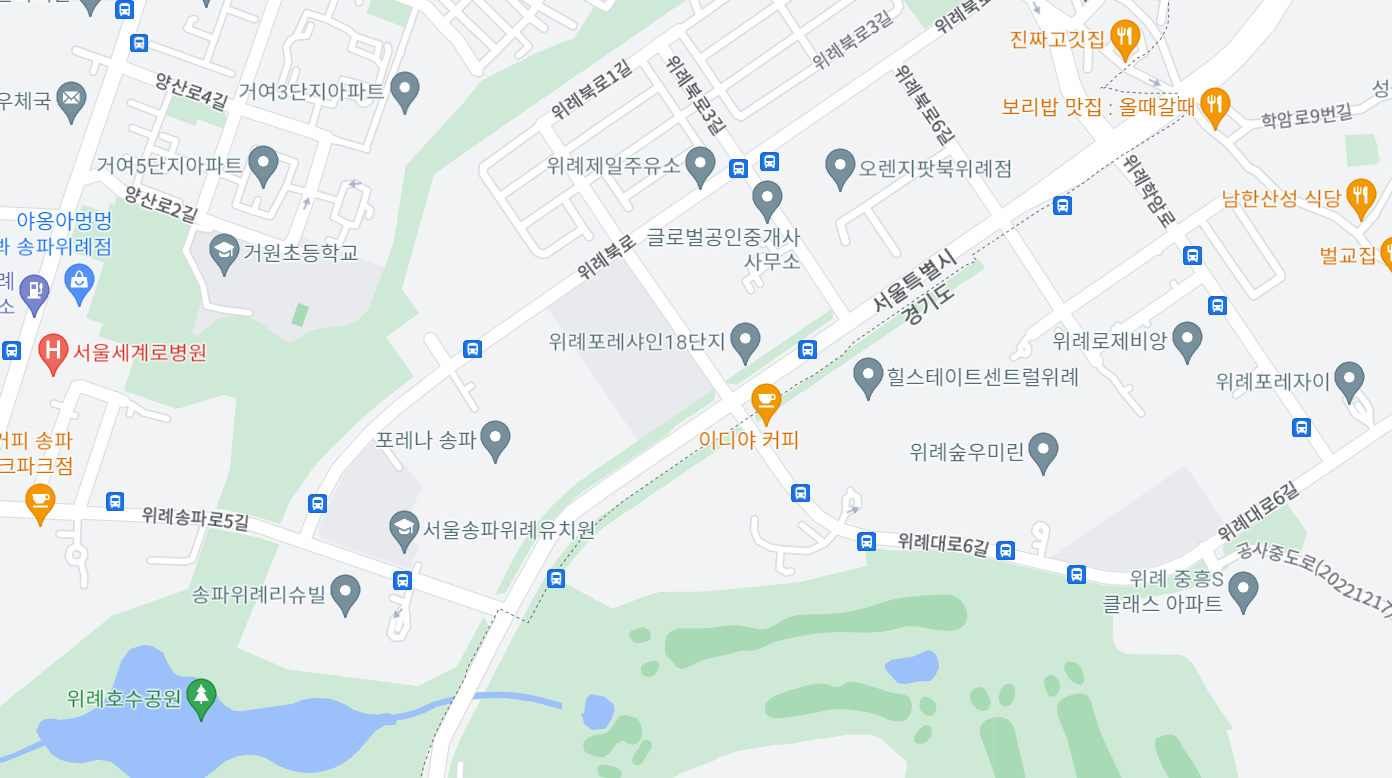 위례북로
양산로4길
거여3단지아파트
위례북로1길
위례북로3길
위례북로3길
위례북로6길
진짜고깃집
보리밥 맛집 : 올때갈때
학암로9번길
성
우체국
거여5단지아파트
양산로2길
위례제일주유소
오렌지팟북위례점
위례학암로
남한산성 식당
벌교집
야옹아멍멍
송파위례점
거원초등학교
위례북로
글로벌공인중개사
사무소
서울특별시
경기도
례
소
서울세계로병원
위례포레샤인18단지
힐스테이트센트럴위례
위례로제비앙
위례포레자이
커피 송파
크파크점
포레나 송파
이디야 커피
위례숲우미린
위례송파로5길
서울송파위례유치원
위례대로6길
위례대로6길
공사중도로(20221217
송파위례리슈빌
위례 중흥S
클래스 아파트
위례호수공원